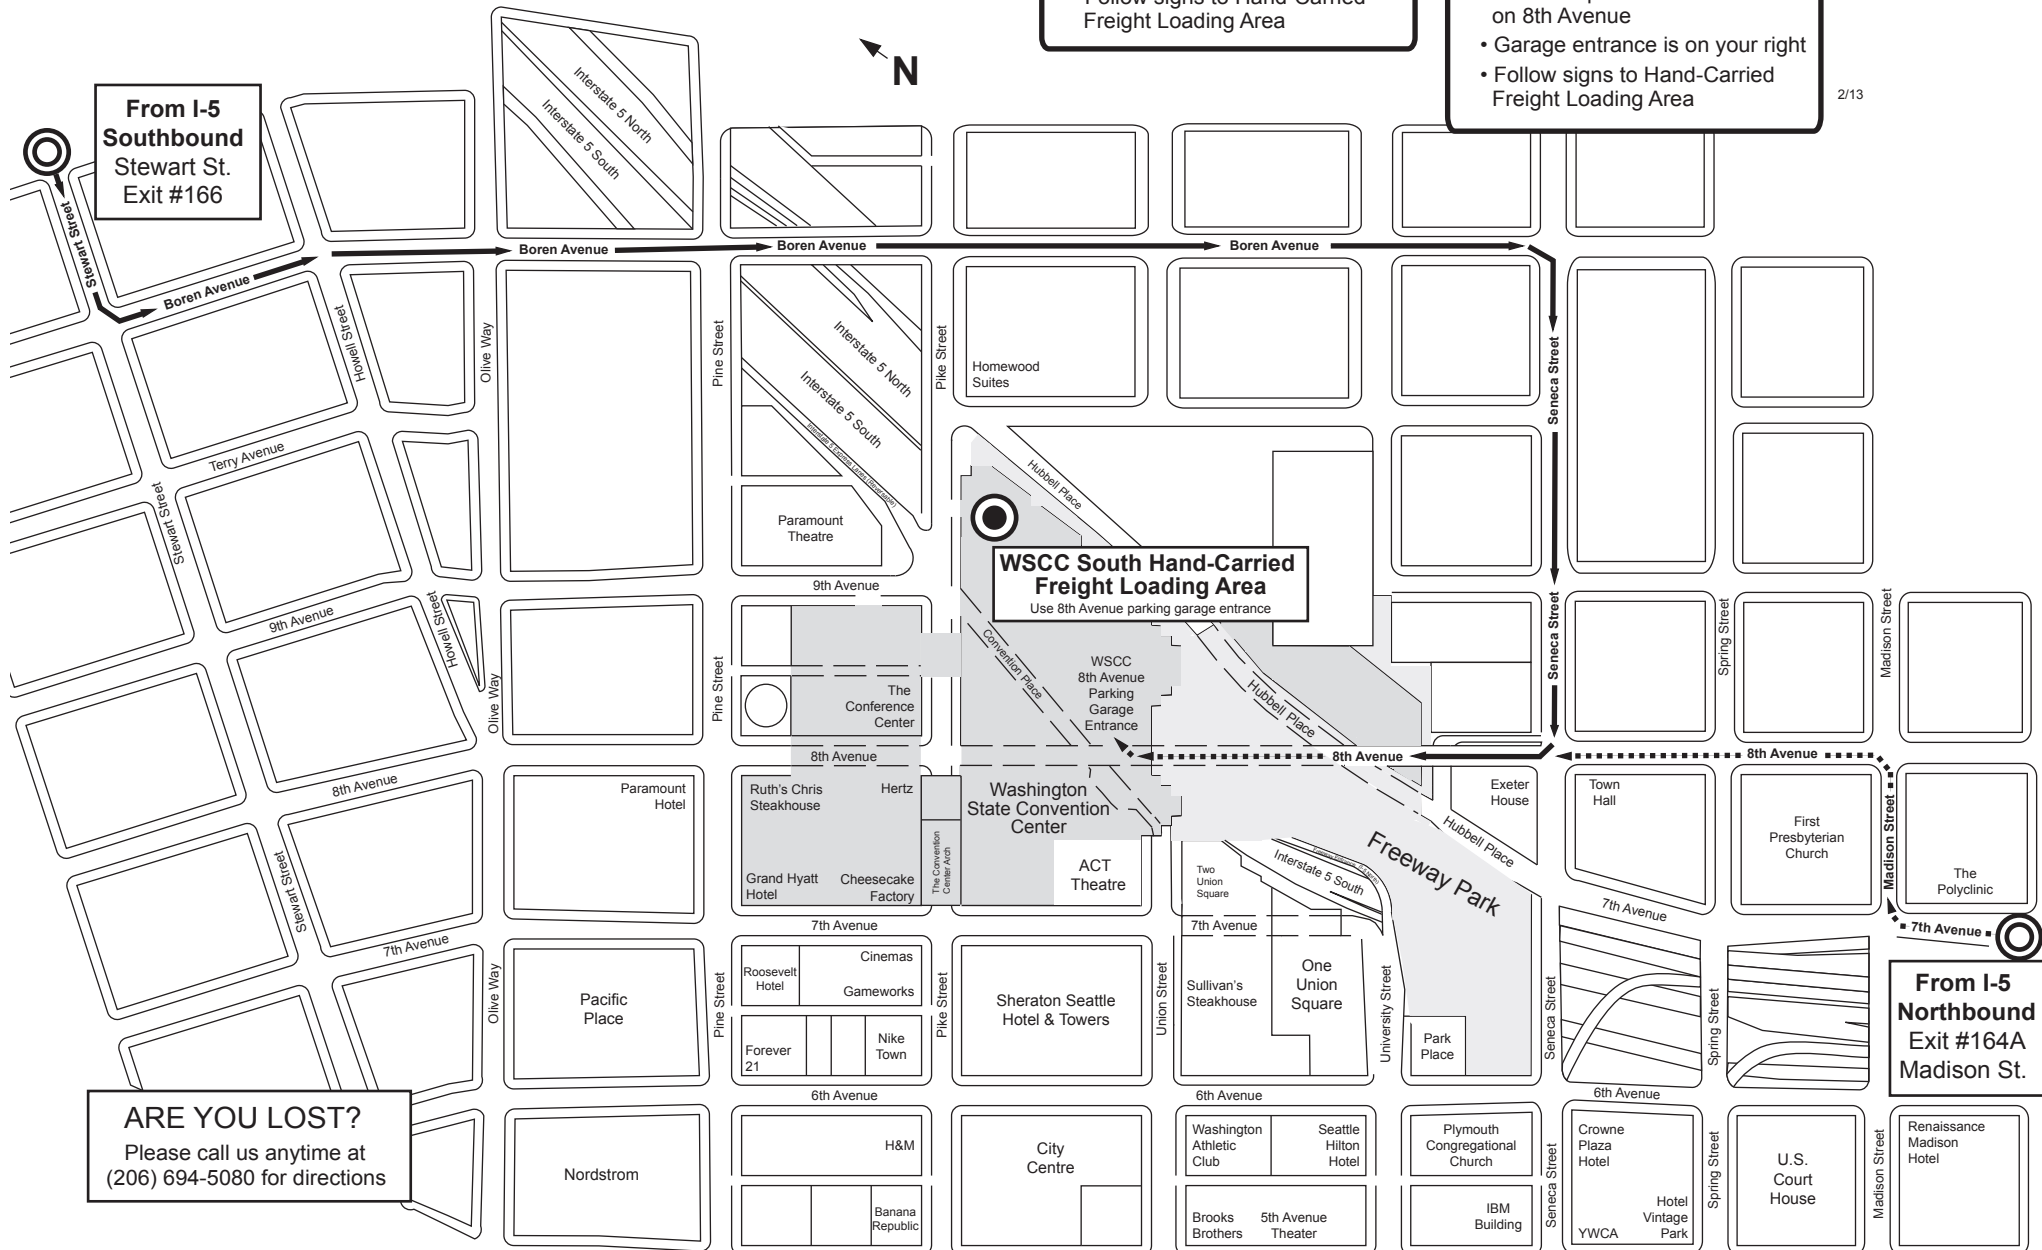 Follow signs to Hand-Carried
Freight Loading Area
on 8th Avenue
• Garage entrance is on your right
• Follow signs to Hand-Carried
Freight Loading Area
2/13
N
From I-5
Southbound
Stewart St.
Exit #166
Interstate 5 North
Interstate 5 South
Stewart Street
Boren Avenue
Boren Avenue
Boren Avenue
Boren Avenue
Howell Street
Olive Way
Pine Street
Interstate 5 North
Interstate 5 South
Interstate 5 Express Lanes (Reversable)
Pike Street
Homewood
Suites
Seneca Street
Terry Avenue
Stewart Street
Hubbell Place
Paramount
Theatre
WSCC South Hand-Carried
Freight Loading Area
Use 8th Avenue parking garage entrance
9th Avenue
9th Avenue
Howell Street
Olive Way
Pine Street
Convention Place
WSCC
8th Avenue
Parking
Garage
Entrance
Hubbell Place
Seneca Street
Spring Street
Madison Street
The
Conference
Center
8th Avenue
8th Avenue
8th Avenue
8th Avenue
Paramount
Hotel
Ruth's Chris
Steakhouse
Hertz
Washington
State Convention
Center
Exeter
House
Town
Hall
First
Presbyterian
Church
Madison Street
The
Polyclinic
Stewart Street
Grand Hyatt
Hotel
Cheesecake
Factory
The Convention
Center Arch
ACT
Theatre
Two
Union
Square
Interstate 5 South
Freeway Park
Hubbell Place
7th Avenue
7th Avenue
7th Avenue
7th Avenue
7th Avenue
Olive Way
Pacific
Place
Pine Street
Roosevelt
Hotel
Cinemas
Gameworks
Forever
21
Nike
Town
Pike Street
Sheraton Seattle
Hotel & Towers
Union Street
Sullivan's
Steakhouse
One
Union
Square
University Street
Park
Place
Seneca Street
Spring Street
From I-5
Northbound
Exit #164A
Madison St.
6th Avenue
6th Avenue
6th Avenue
ARE YOU LOST?
Please call us anytime at
(206) 694-5080 for directions
Nordstrom
H&M
Banana
Republic
City
Centre
Washington
Athletic
Club
Seattle
Hilton
Hotel
Brooks
Brothers
5th Avenue
Theater
Plymouth
Congregational
Church
IBM
Building
Seneca Street
Crowne
Plaza
Hotel
YWCA
Hotel
Vintage
Park
Spring Street
U.S.
Court
House
Madison Street
Renaissance
Madison
Hotel